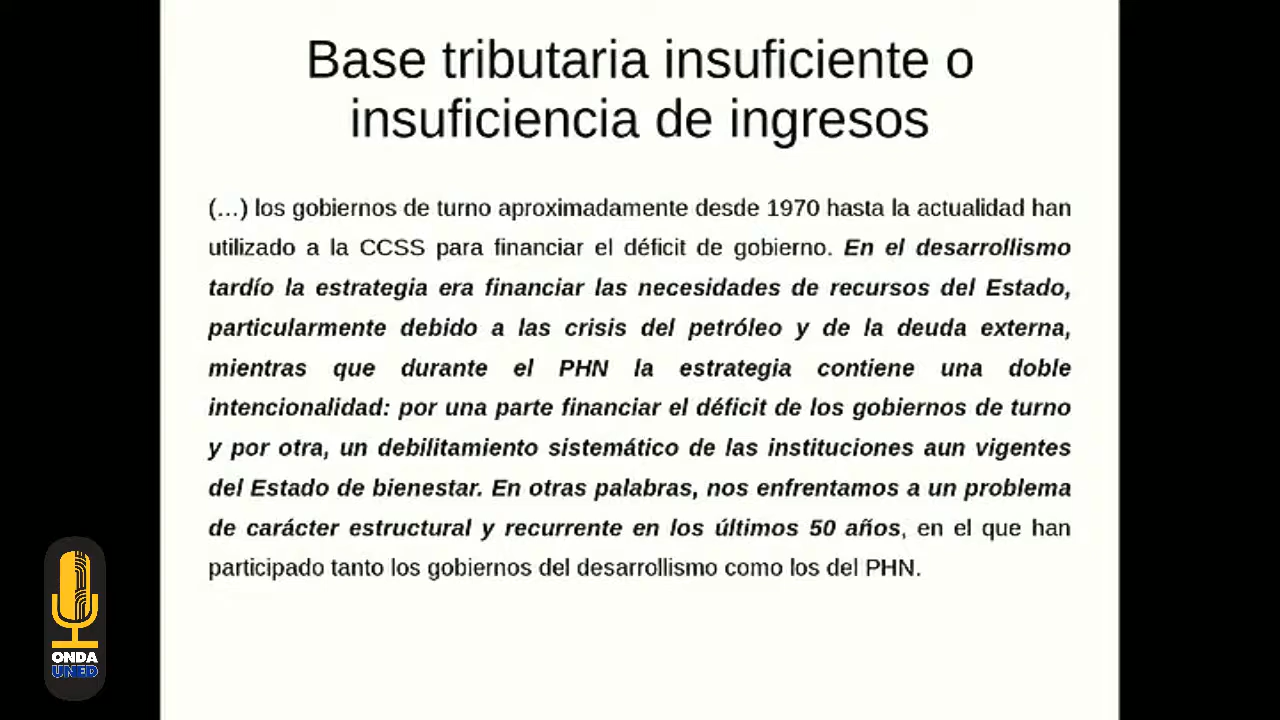 Base tributaria insuficiente o
insuficiencia de ingresos
(...) los gobiernos de turno aproximadamente desde 1970 hasta la actualidad han
utilizado a la CCSS para financiar el déficit de gobierno. En el desarrollismo
tardío la estrategia era financiar las necesidades de recursos del Estado,
particularmente debido a las crisis del petróleo y de la deuda externa,
mientras que durante el PHN la estrategia contiene una doble
intencionalidad: por una parte financiar el déficit de los gobiernos de turno
y por otra, un debilitamiento sistemático de las instituciones aun vigentes
del Estado de bienestar. En otras palabras, nos enfrentamos a un problema
de carácter estructural y recurrente en los últimos 50 años, en el que han
participado tanto los gobiernos del desarrollismo como los del PHN.
ONDA
UNED